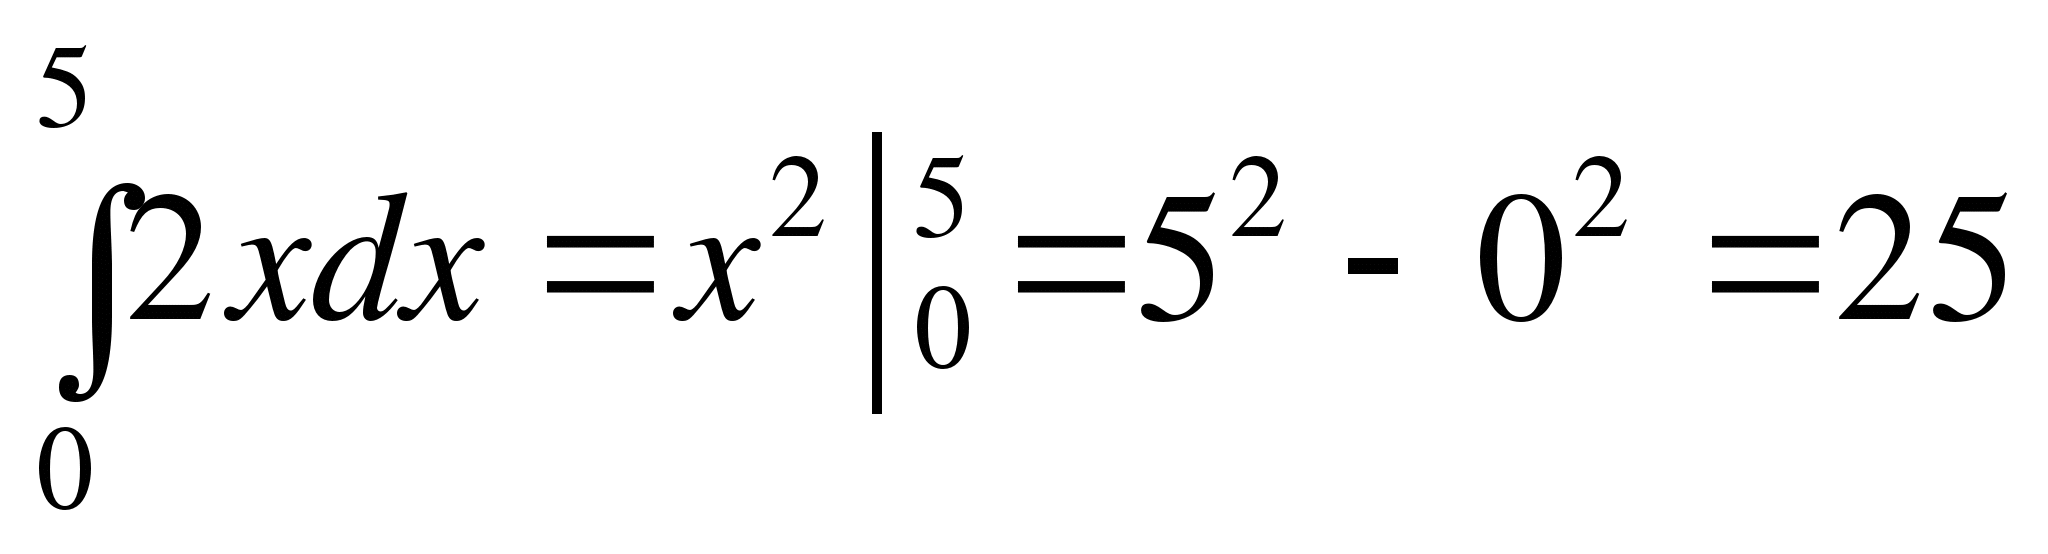 ∫₀⁵ 2xdx = x² |₀⁵ = 5² - 0² = 25